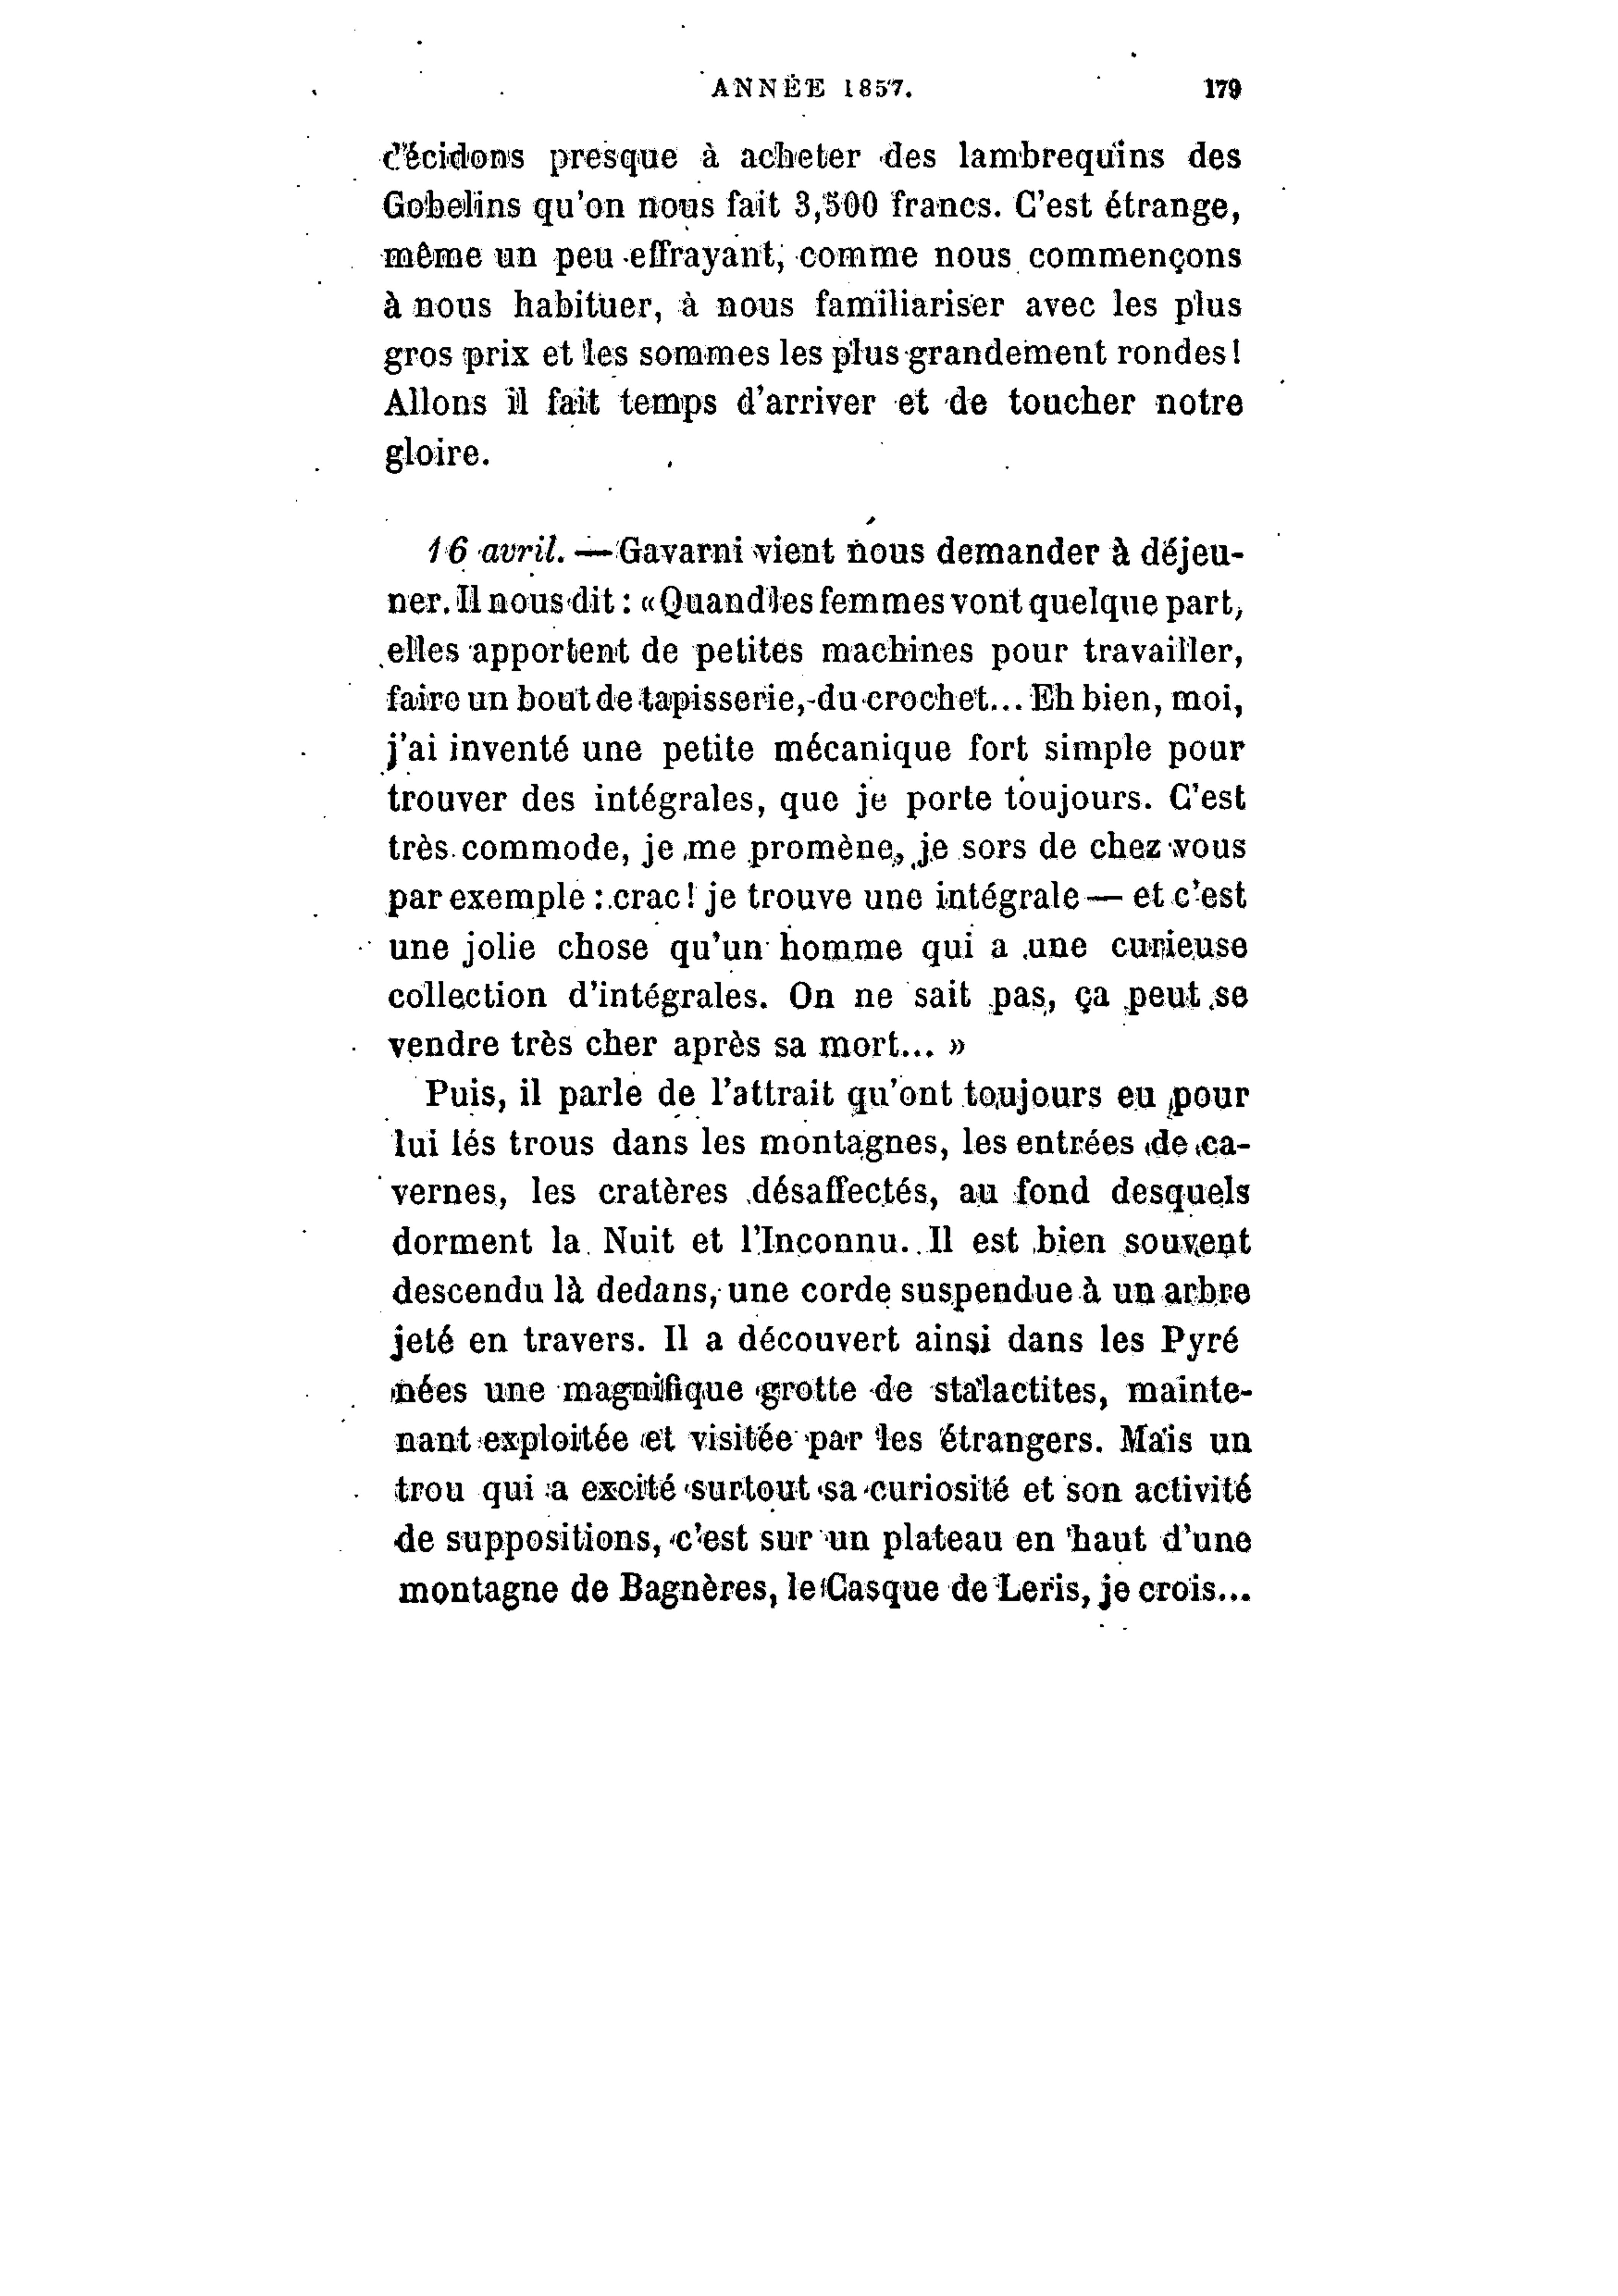 ANNÉE 1857. 179
décidons presque à acheter des lambrequins des
Gobelins qu'on nous fait 3,500 francs. C'est étrange,
même un peu effrayant, comme nous commençons
à nous habituer, à nous familiariser avec les plus
gros prix et les sommes les plus grandement rondes!
Allons il fait temps d'arriver et de toucher notre
gloire.
16 avril. — Gavarni vient nous demander à déjeu-
ner. Il nous dit : « Quand les femmes vont quelque part,
elles apportent de petites machines pour travailler,
faire un bout de tapisserie, du crochet... Eh bien, moi,
j'ai inventé une petite mécanique fort simple pour
trouver des intégrales, que je porte toujours. C'est
très commode, je me promène, je sors de chez vous
par exemple : crac! je trouve une intégrale — et c'est
une jolie chose qu'un homme qui a une curieuse
collection d'intégrales. On ne sait pas, ça peut se
vendre très cher après sa mort... »
Puis, il parle de l'attrait qu'ont toujours eu pour
lui les trous dans les montagnes, les entrées de ca-
vernes, les cratères désaffectés, au fond desquels
dorment la Nuit et l'Inconnu. Il est bien souvent
descendu là dedans, une corde suspendue à un arbre
jeté en travers. Il a découvert ainsi dans les Pyré
nées une magnifique grotte de stalactites, mainte-
nant exploitée et visitée par les étrangers. Mais un
trou qui a excité surtout sa curiosité et son activité
de suppositions, c'est sur un plateau en haut d'une
montagne de Bagnères, le Casque de Leris, je crois...